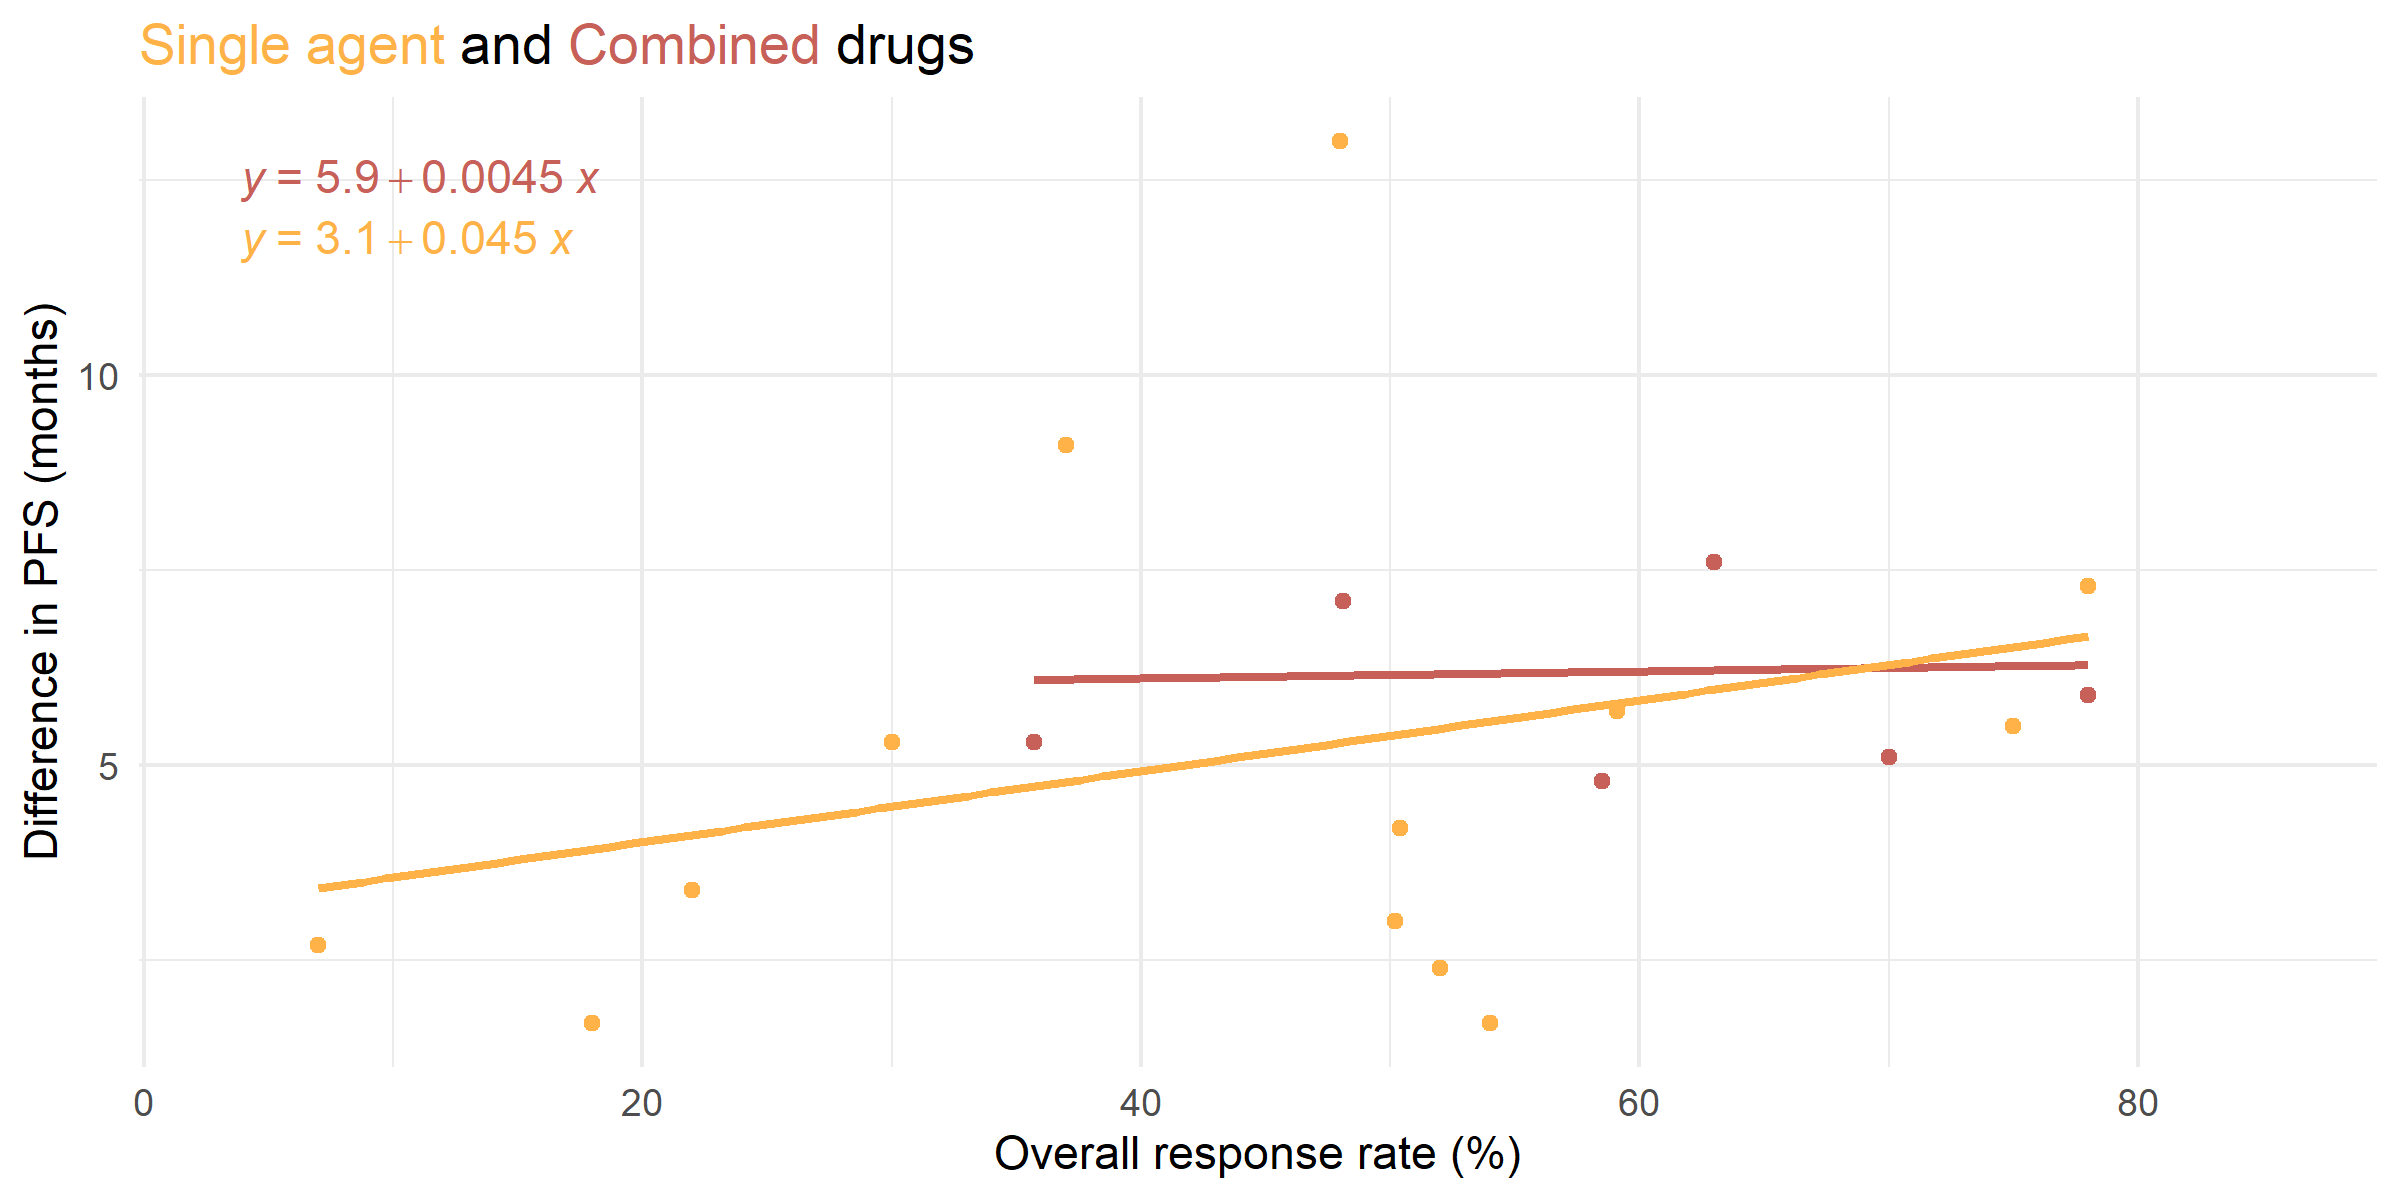 Single agent and Combined drugs
y = 5.9 + 0.0045 x
y = 3.1 + 0.045 x
Difference in PFS (months)
10
5
0 20 40 60 80
Overall response rate (%)